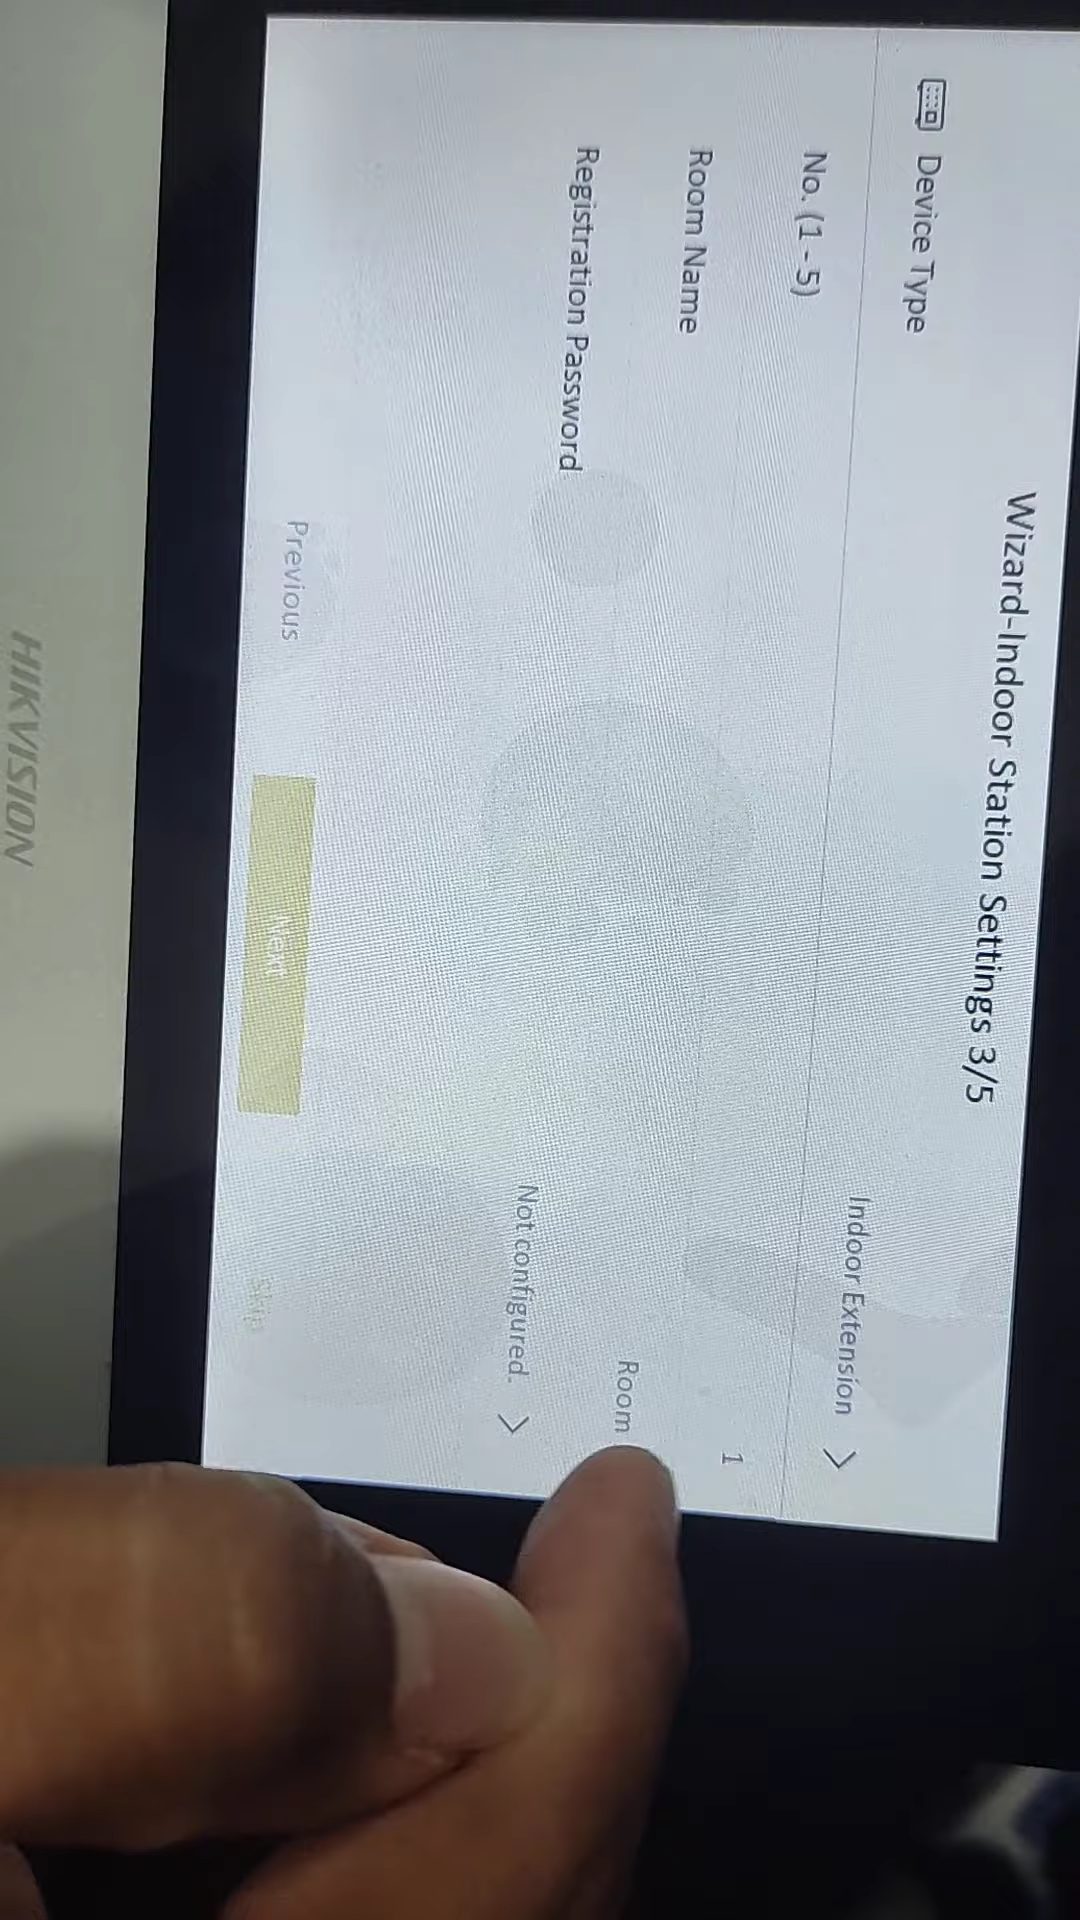 Wizard-Indoor Station Settings 3/5
Device Type
Indoor Extension
No. (1 - 5)
1
Room Name
Room
Registration Password
Not configured.
Previous
Next
Skip
HIKVISION